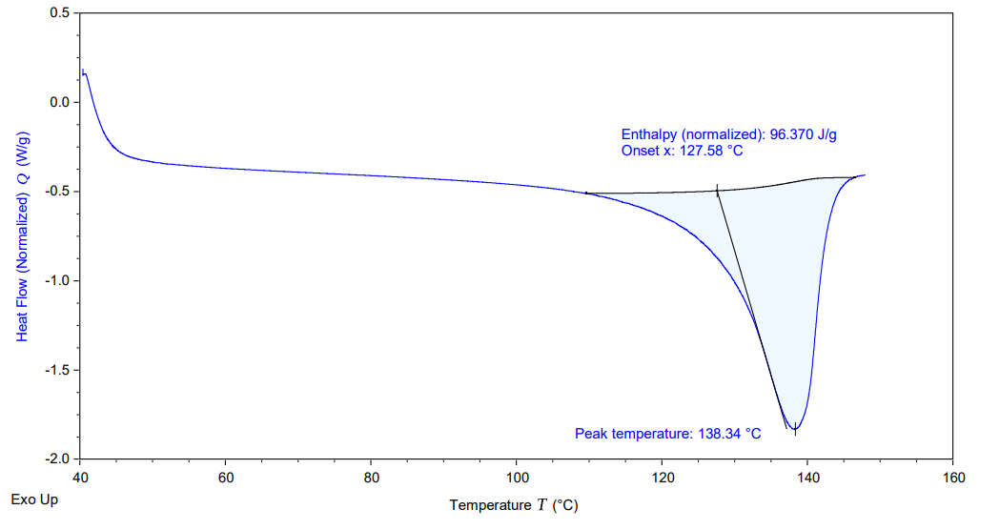 0.5
0.0
-0.5
-1.0
-1.5
-2.0
Heat Flow (Normalized) Q (W/g)
Enthalpy (normalized): 96.370 J/g
Onset x: 127.58 °C
Peak temperature: 138.34 °C
40 60 80 100 120 140 160
Exo Up
Temperature T (°C)